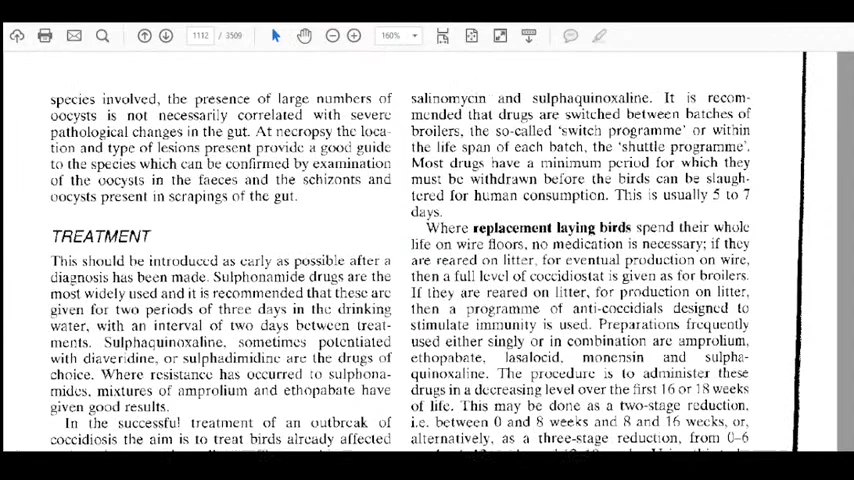 1112 / 3509
160%
species involved, the presence of large numbers of
oocysts is not necessarily correlated with severe
pathological changes in the gut. At necropsy the loca-
tion and type of lesions present provide a good guide
to the species which can be confirmed by examination
of the oocysts in the faeces and the schizonts and
oocysts present in scrapings of the gut.
TREATMENT
This should be introduced as early as possible after a
diagnosis has been made. Sulphonamide drugs are the
most widely used and it is recommended that these are
given for two periods of three days in the drinking
water, with an interval of two days between treat-
ments. Sulphaquinoxaline, sometimes potentiated
with diaveridine, or sulphadimidine are the drugs of
choice. Where resistance has occurred to sulphona-
mides, mixtures of amprolium and ethopabate have
given good results.
In the successful treatment of an outbreak of
coccidiosis the aim is to treat birds already affected
salinomycin and sulphaquinoxaline. It is recom-
mended that drugs are switched between batches of
broilers, the so-called 'switch programme' or within
the life span of each batch, the 'shuttle programme'.
Most drugs have a minimum period for which they
must be withdrawn before the birds can be slaugh-
tered for human consumption. This is usually 5 to 7
days.
Where replacement laying birds spend their whole
life on wire floors, no medication is necessary; if they
are reared on litter, for eventual production on wire,
then a full level of coccidiostat is given as for broilers.
If they are reared on litter, for production on litter,
then a programme of anti-coccidials designed to
stimulate immunity is used. Preparations frequently
used either singly or in combination are amprolium,
ethopabate, lasalocid, monensin and sulpha-
quinoxaline. The procedure is to administer these
drugs in a decreasing level over the first 16 or 18 weeks
of life. This may be done as a two-stage reduction,
i.e. between 0 and 8 weeks and 8 and 16 weeks, or,
alternatively, as a three-stage reduction, from 0–6